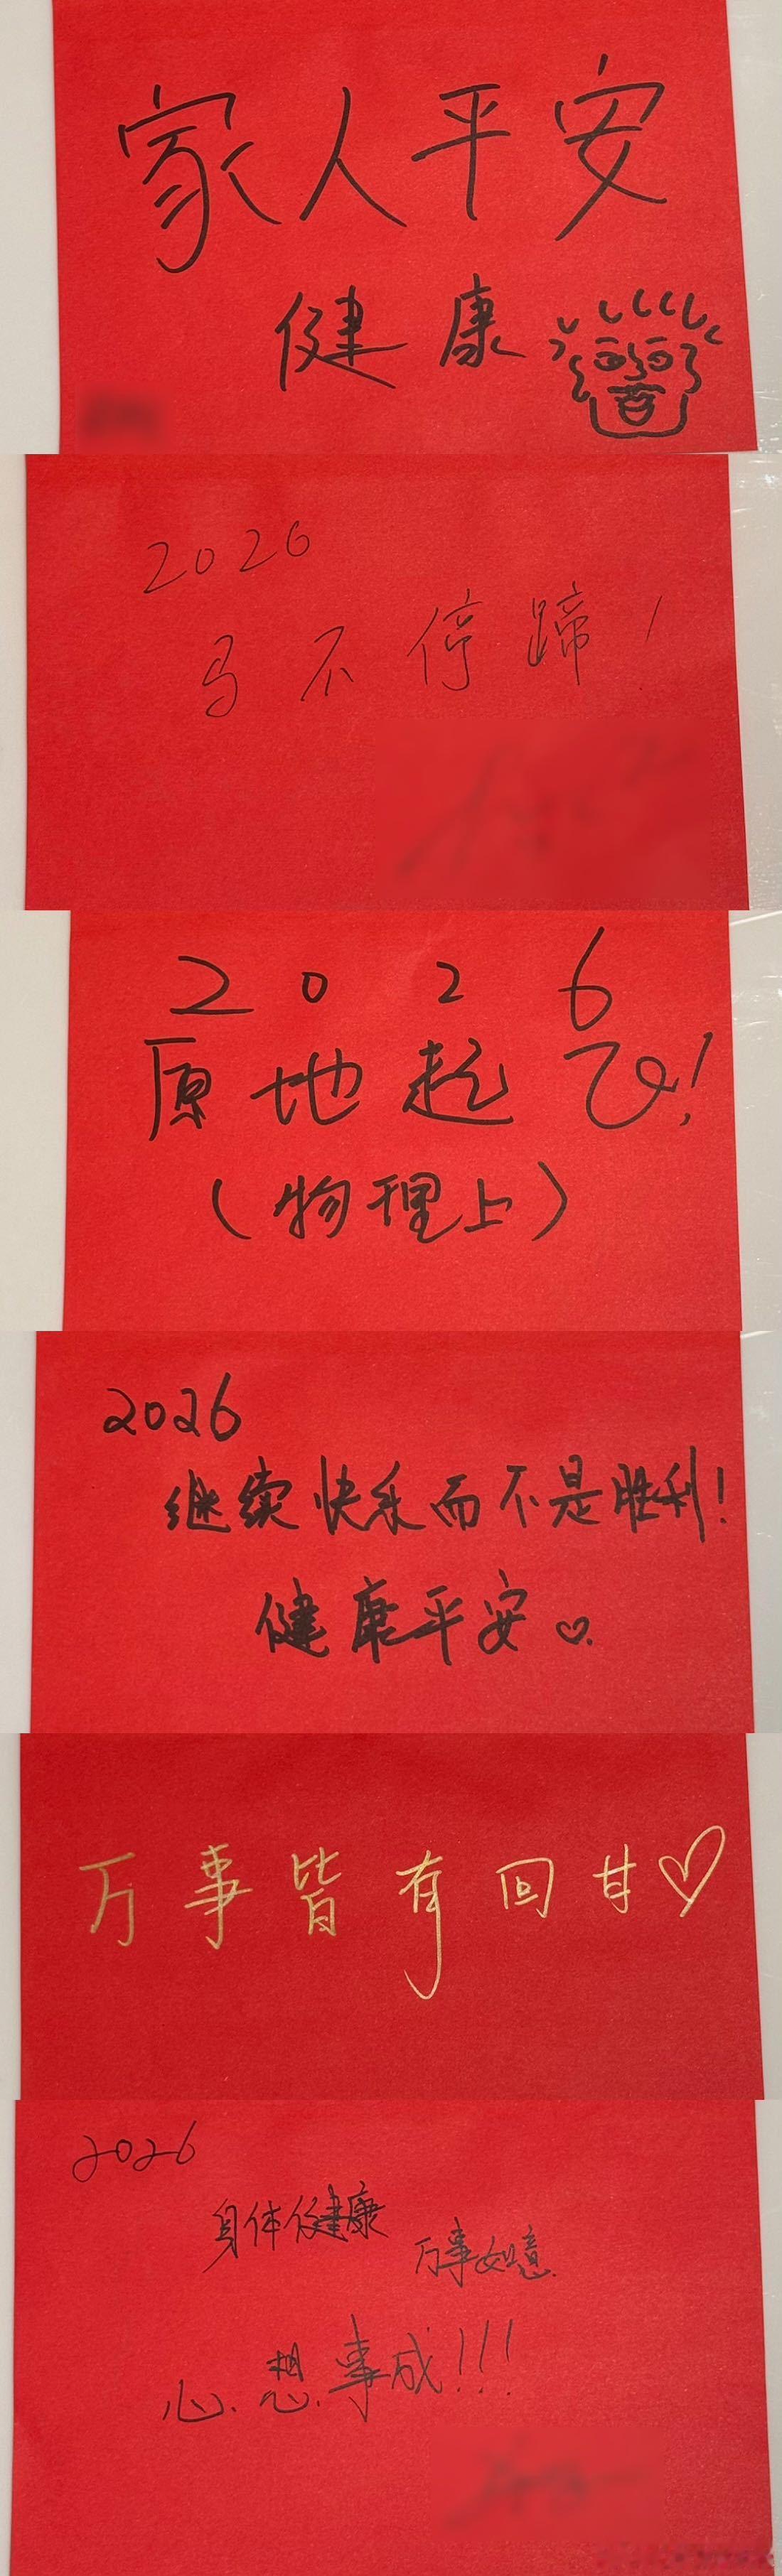 家人平安
健康
2026
马不停蹄！
2026
原地起飞！
（物理上）
2026
继续快乐而不是胜利！
健康平安
万事皆有回甘
2026
身体健康
万事如意
心想事成！！！